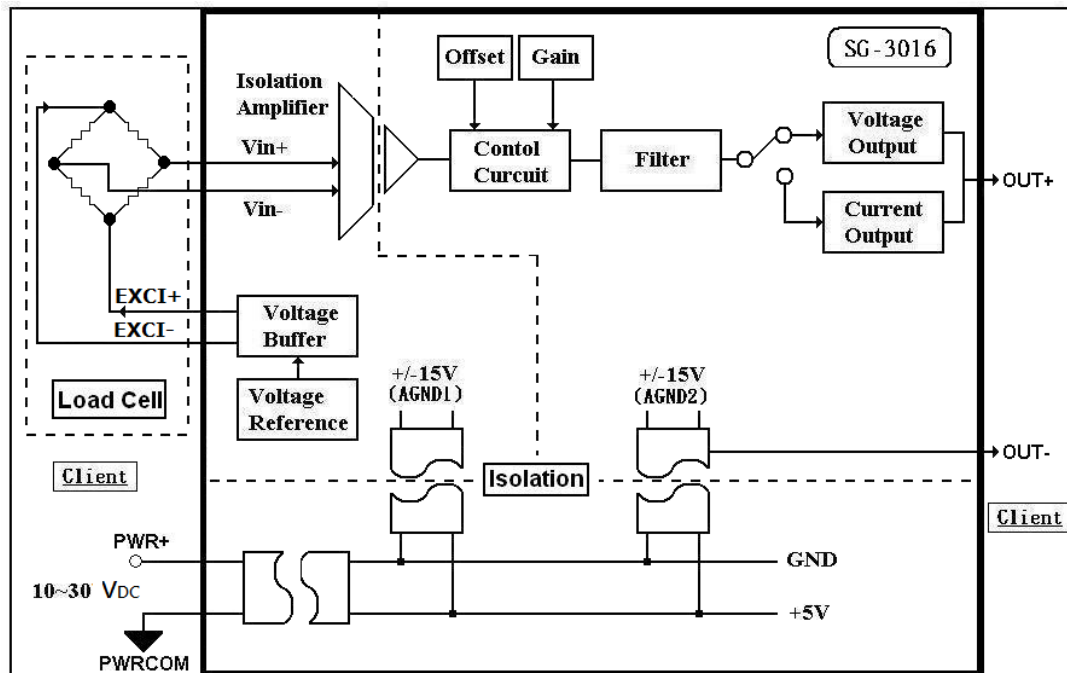 SG-3016
Offset
Gain
Isolation
Amplifier
Vin+
Vin-
Contol
Curcuit
Filter
Voltage
Output
Current
Output
OUT+
EXCI+
EXCI-
Voltage
Buffer
Voltage
Reference
Load Cell
+/-15V
(AGND1)
+/-15V
(AGND2)
OUT-
Isolation
Client
Client
PWR+
10~30 VDC
PWRCOM
GND
+5V